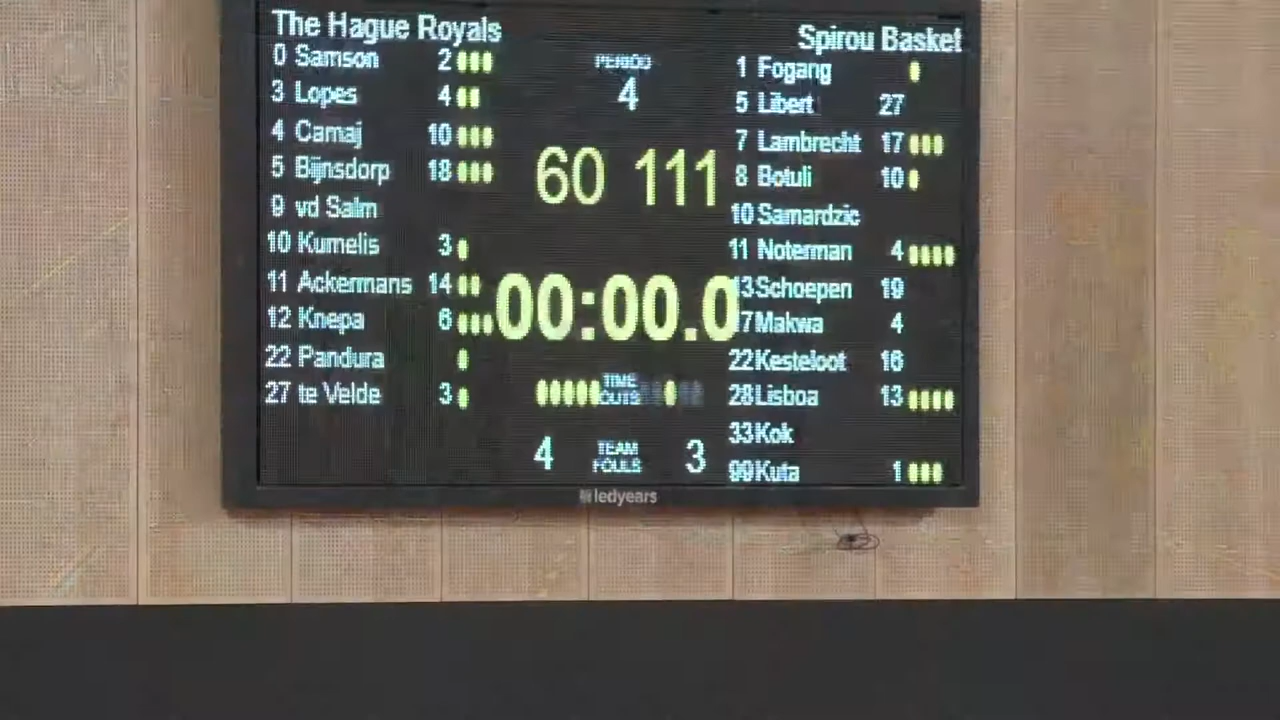 The Hague Royals
0 Samson 2
3 Lopes 4
4 Camaj 10
5 Bijnsdorp 18
9 vd Salm
10 Kumelis 3
11 Ackermans 14
12 Knepa 6
22 Pandura
27 te Velde 3
PERIOD
4
60 111
00:00.0
TIME
OUTS
4 TEAM FOULS 3
Spirou Basket
1 Fogang
5 Libert 27
7 Lambrecht 17
8 Botuli 10
10 Samardzic
11 Noterman 4
13 Schoepen 19
17 Makwa 4
22 Kesteloot 16
28 Lisboa 13
33 Kok
99 Kuta 1
ledyears